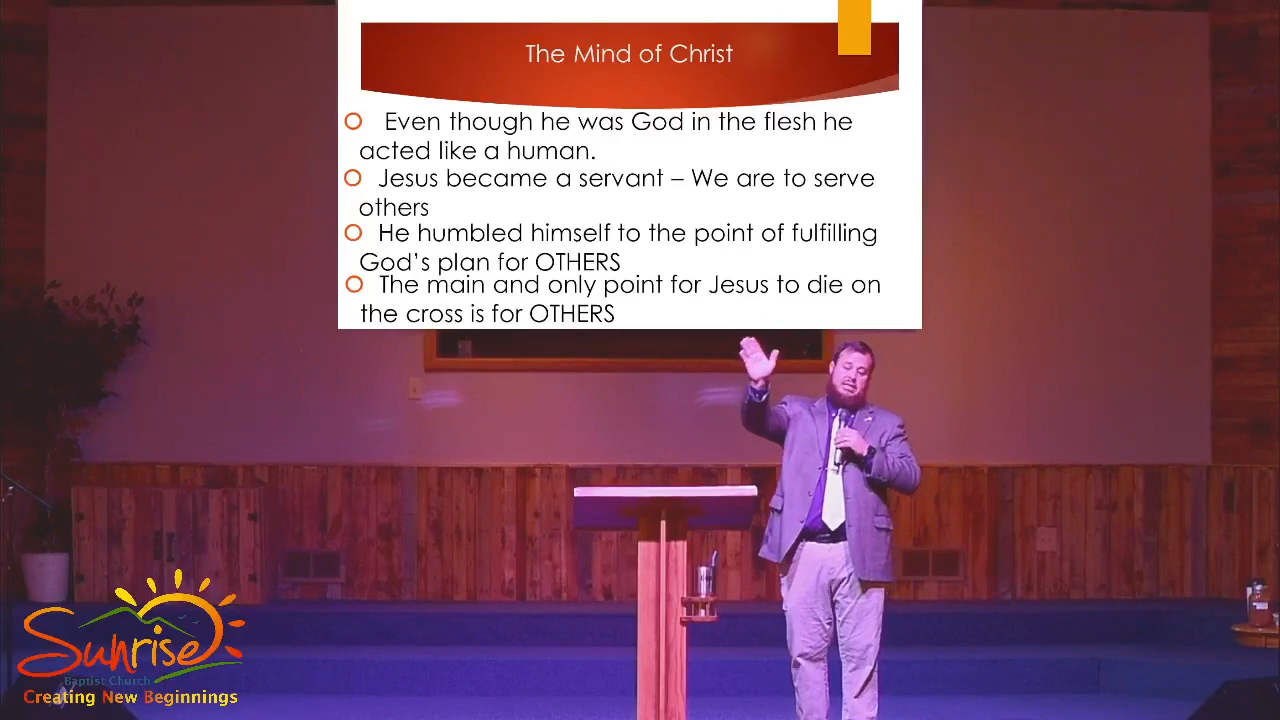 The Mind of Christ
Even though he was God in the flesh he
acted like a human.
Jesus became a servant – We are to serve
others
He humbled himself to the point of fulfilling
God's plan for OTHERS
The main and only point for Jesus to die on
the cross is for OTHERS
Sunrise
Baptist Church
Creating New Beginnings